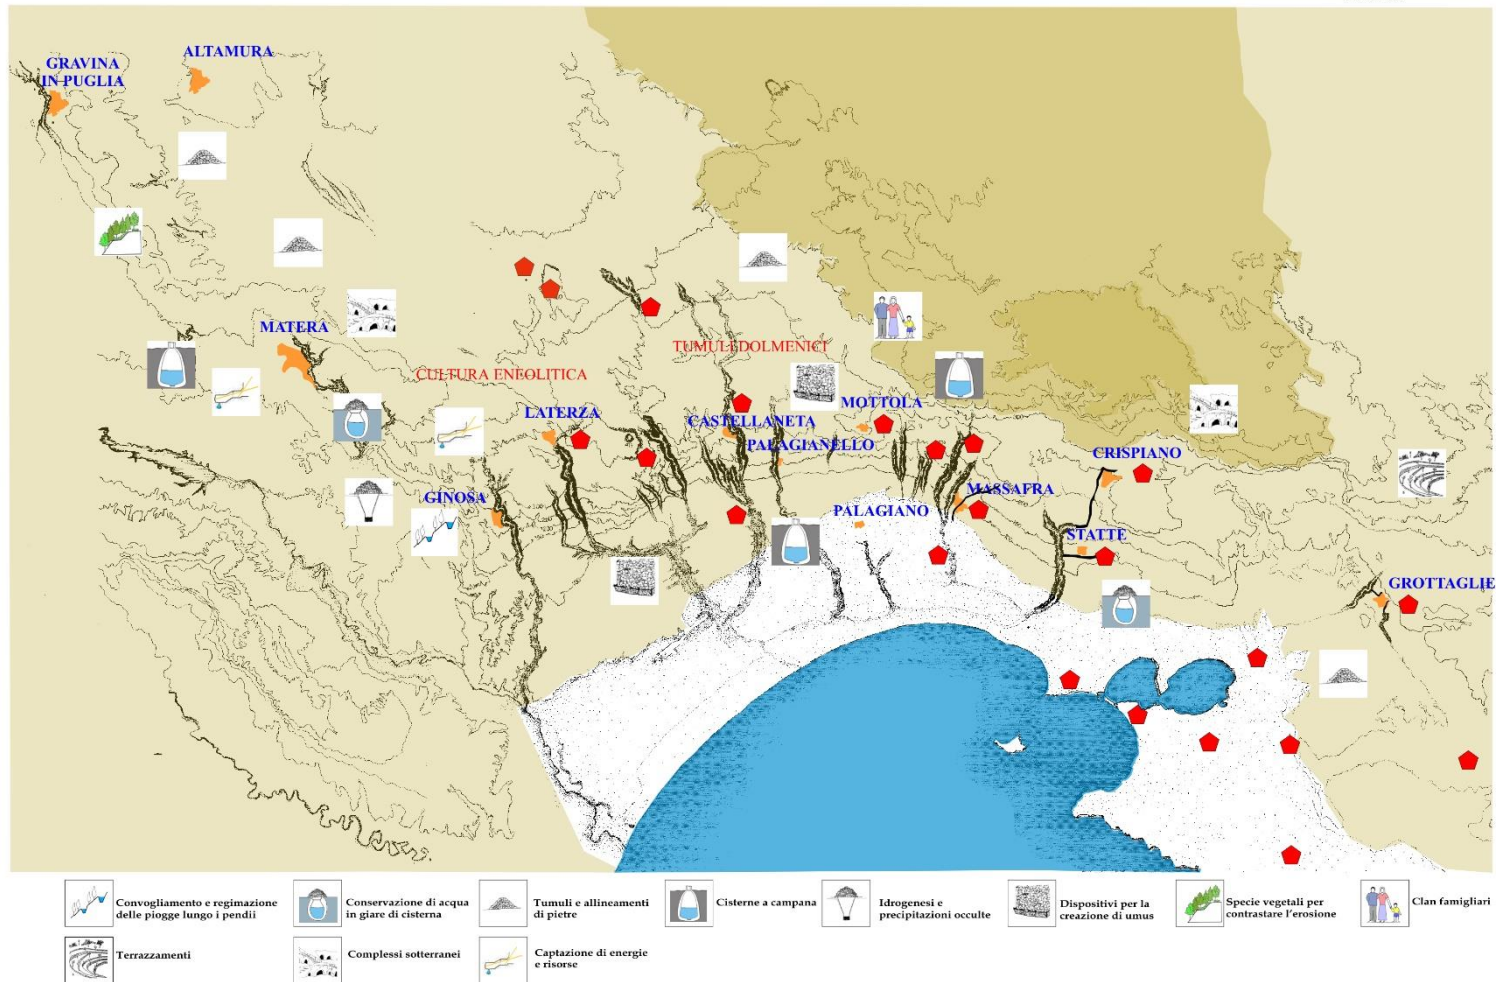 ALTAMURA
GRAVINA
IN PUGLIA
MATERA
TUMULI DOLMENICI
CULTURA ENEOLITICA
LATERZA
CASTELLANETA
MOTTOLA
PALAGIANELLO
CRISPIANO
GINOSA
MASSAFRA
PALAGIANO
STATTE
GROTTAGLIE
Convogliamento e regimazione
delle piogge lungo i pendii
Conservazione di acqua
in giare di cisterna
Tumuli e allineamenti
di pietre
Cisterne a campana
Idrogenesi e
precipitazioni occulte
Dispositivi per la
creazione di umus
Specie vegetali per
contrastare l'erosione
Clan famigliari
Terrazzamenti
Complessi sotterranei
Captazione di energie
e risorse